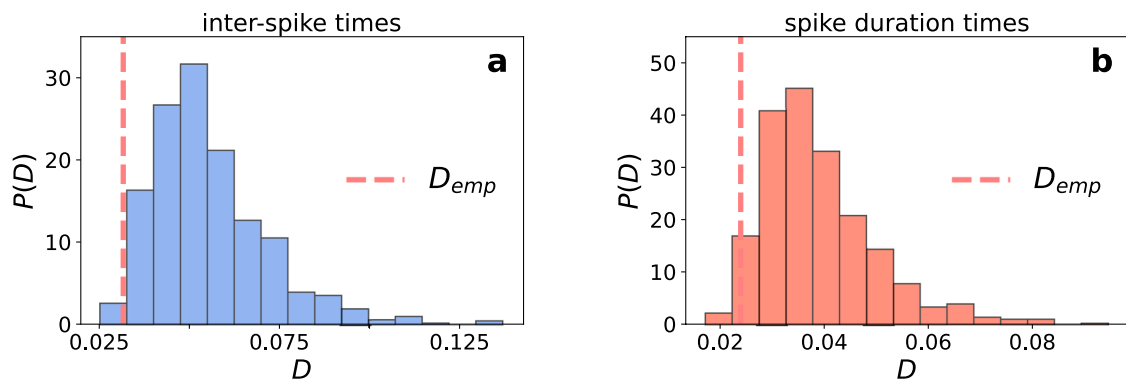 inter-spike times
a
P(D)
30
20
10
0
D_emp
0.025
0.075
0.125
D
spike duration times
b
P(D)
50
40
30
20
10
0
D_emp
0.02
0.04
0.06
0.08
D